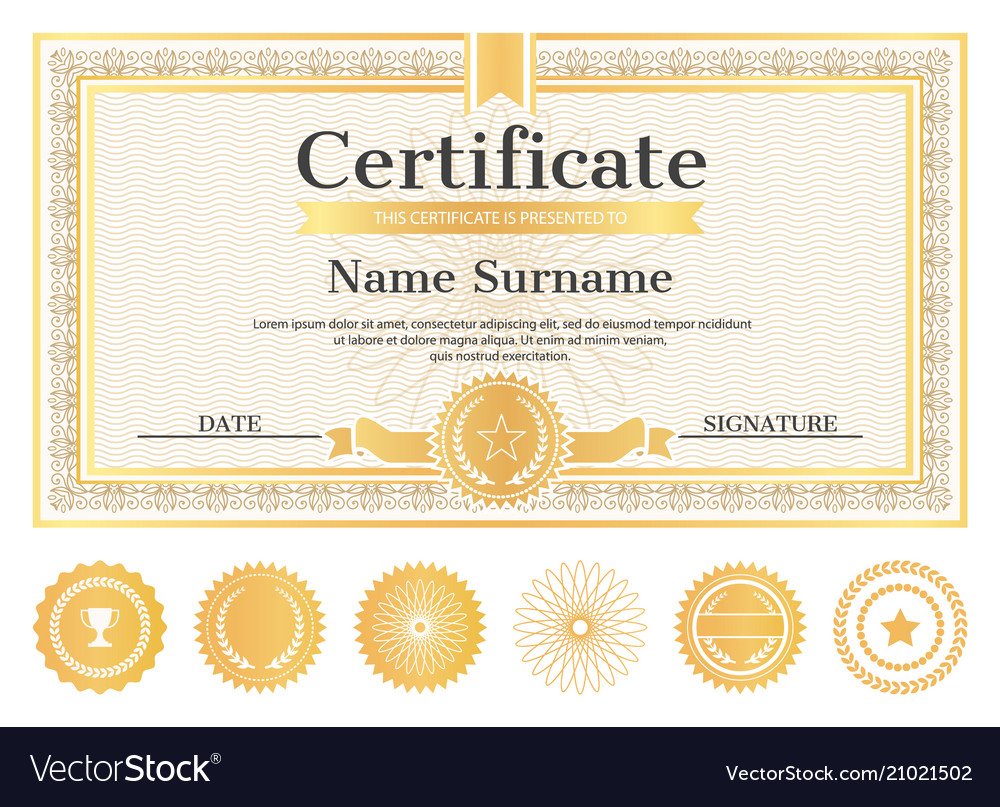 Certificate
THIS CERTIFICATE IS PRESENTED TO
Name Surname
Lorem ipsum dolor sit amet, consectetur adipiscing elit, sed do eiusmod tempor ncididunt
ut labore et dolore magna aliqua. Ut enim ad minim veniam,
quis nostrud exercitation.
DATE
SIGNATURE
VectorStock®
VectorStock.com/21021502